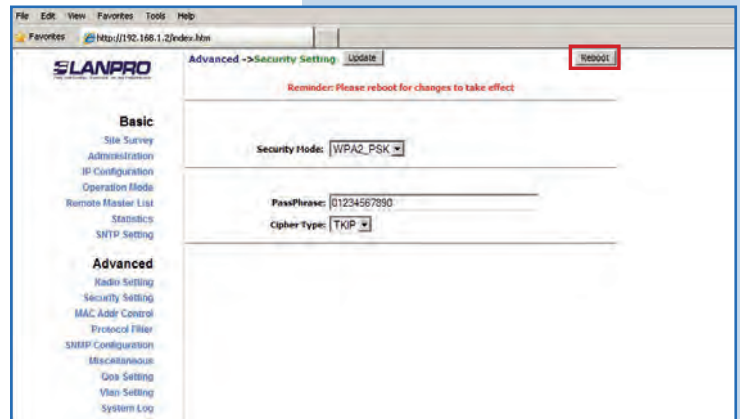 File Edit View Favorites Tools Help
Favorites http://192.168.1.2/index.htm
LANPRO
Advanced ->Security Setting Update Reboot
Reminder: Please reboot for changes to take effect
Basic
Site Survey
Administration
IP Configuration
Operation Mode
Remote Master List
Statistics
SNTP Setting
Security Mode: WPA2_PSK
PassPhrase: 01234567890
Cipher Type: TKIP
Advanced
Radio Setting
Security Setting
MAC Addr Control
Protocol Filter
SNMP Configuration
Miscellaneous
Qos Setting
Vlan Setting
System Log